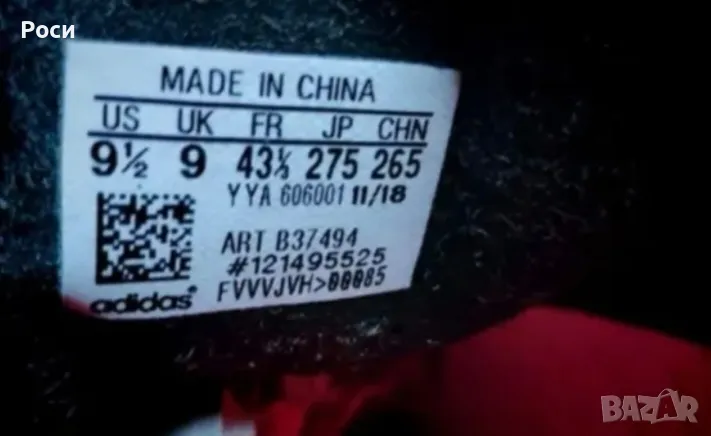 Роси
MADE IN CHINA
US UK FR JP CHN
9½ 9 43⅓ 275 265
YYA 606001 11/18
ART B37494
#121495525
FVVVJVH>00085
adidas
BAZAR